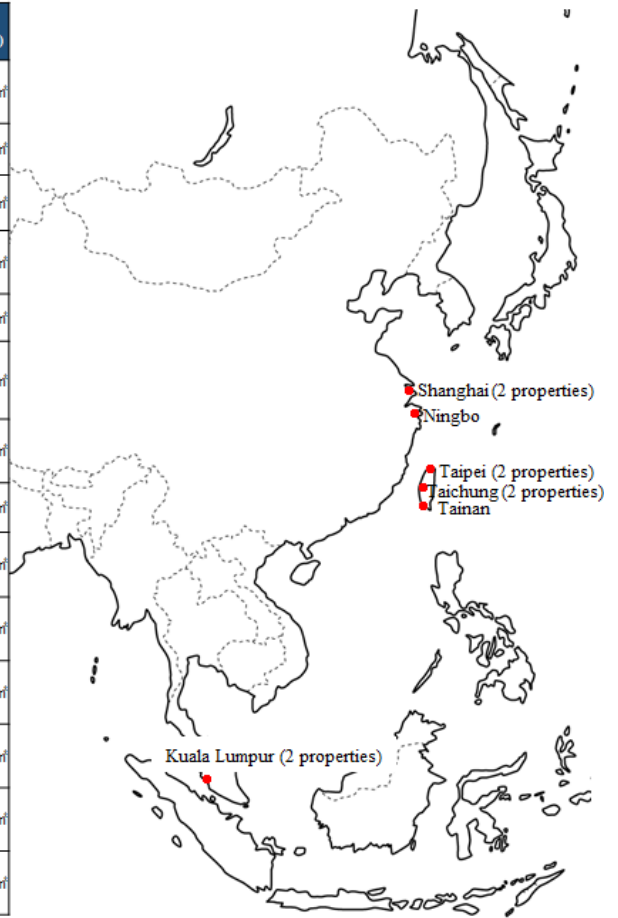 Shanghai (2 properties)
Ningbo
Taipei (2 properties)
Taichung (2 properties)
Tainan
Kuala Lumpur (2 properties)